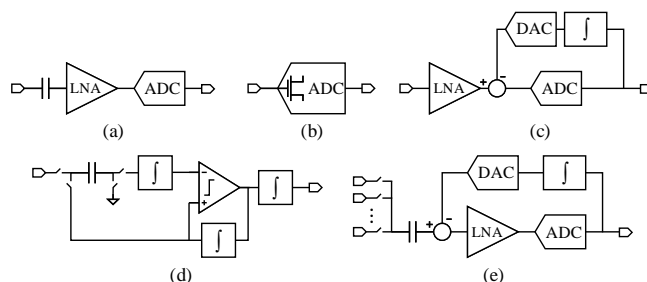 LNA ADC
(a)
ADC
(b)
DAC ∫
LNA + - ADC
(c)
∫ - + ∫
∫
(d)
DAC ∫
+ - LNA ADC
(e)